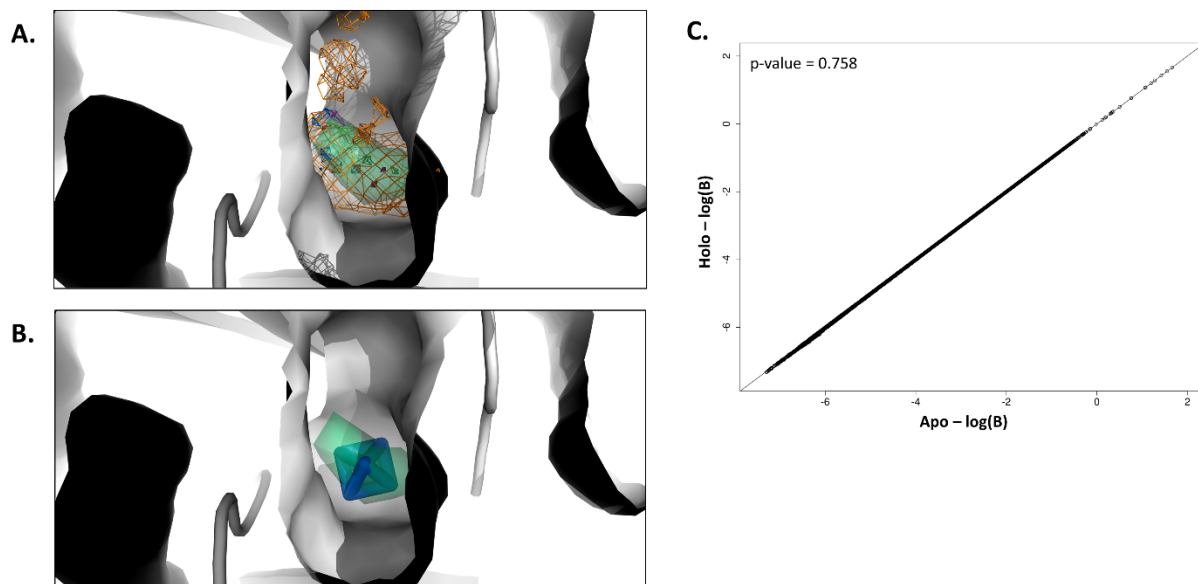 A.
B.
C.
p-value = 0.758
2
0
-2
-4
-6
Holo – log(B)
-6
-4
-2
0
2
Apo – log(B)